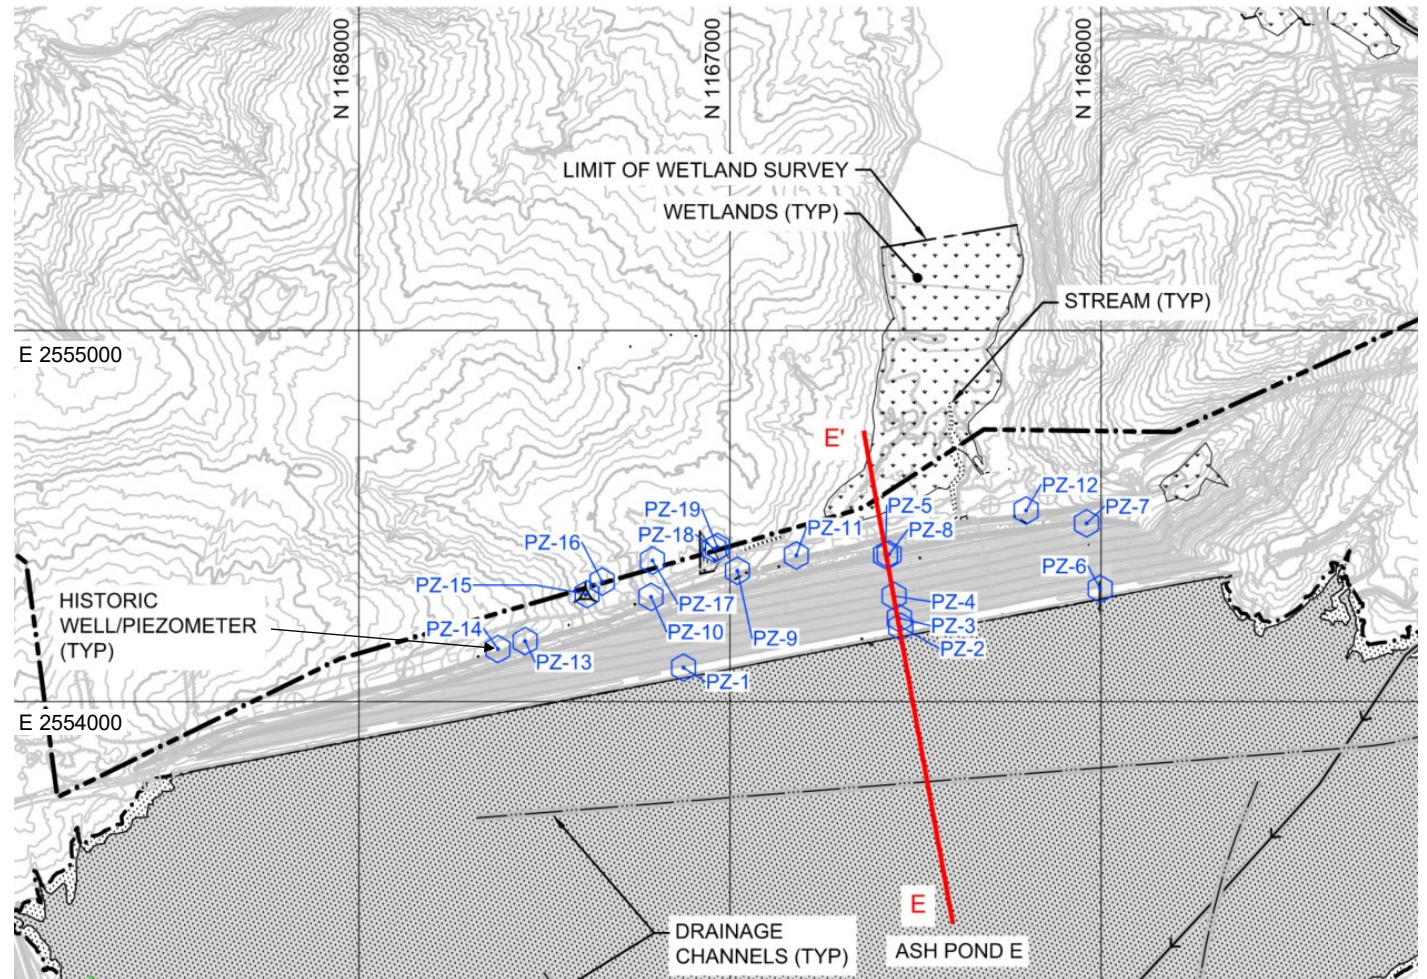 N 1168000
N 1167000
N 1166000
LIMIT OF WETLAND SURVEY
WETLANDS (TYP)
STREAM (TYP)
E 2555000
E'
PZ-12
PZ-5
PZ-7
PZ-19
PZ-11
PZ-8
PZ-18
PZ-16
PZ-6
PZ-15
HISTORIC
WELL/PIEZOMETER
(TYP)
PZ-17
PZ-4
PZ-14
PZ-10
PZ-3
PZ-9
PZ-2
PZ-13
PZ-1
E 2554000
E
DRAINAGE
CHANNELS (TYP)
ASH POND E